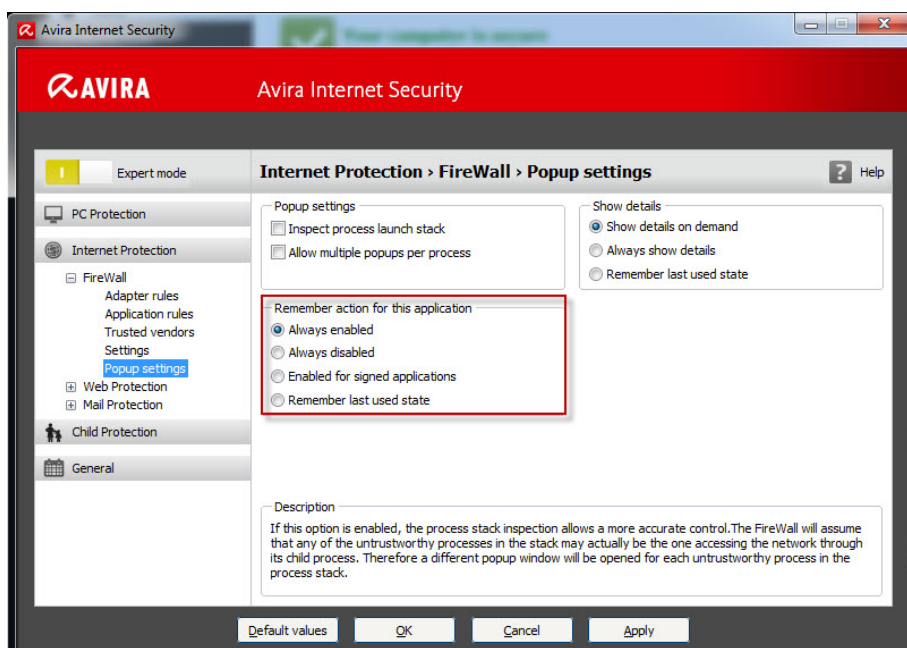 Avira Internet Security
Your computer is secure
AVIRA
Avira Internet Security
Expert mode
Internet Protection › FireWall › Popup settings
? Help
PC Protection
Internet Protection
FireWall
Adapter rules
Application rules
Trusted vendors
Settings
Popup settings
Web Protection
Mail Protection
Child Protection
General
Popup settings
Inspect process launch stack
Allow multiple popups per process
Show details
Show details on demand
Always show details
Remember last used state
Remember action for this application
Always enabled
Always disabled
Enabled for signed applications
Remember last used state
Description
If this option is enabled, the process stack inspection allows a more accurate control.The FireWall will assume
that any of the untrustworthy processes in the stack may actually be the one accessing the network through
its child process. Therefore a different popup window will be opened for each untrustworthy process in the
process stack.
Default values
OK
Cancel
Apply